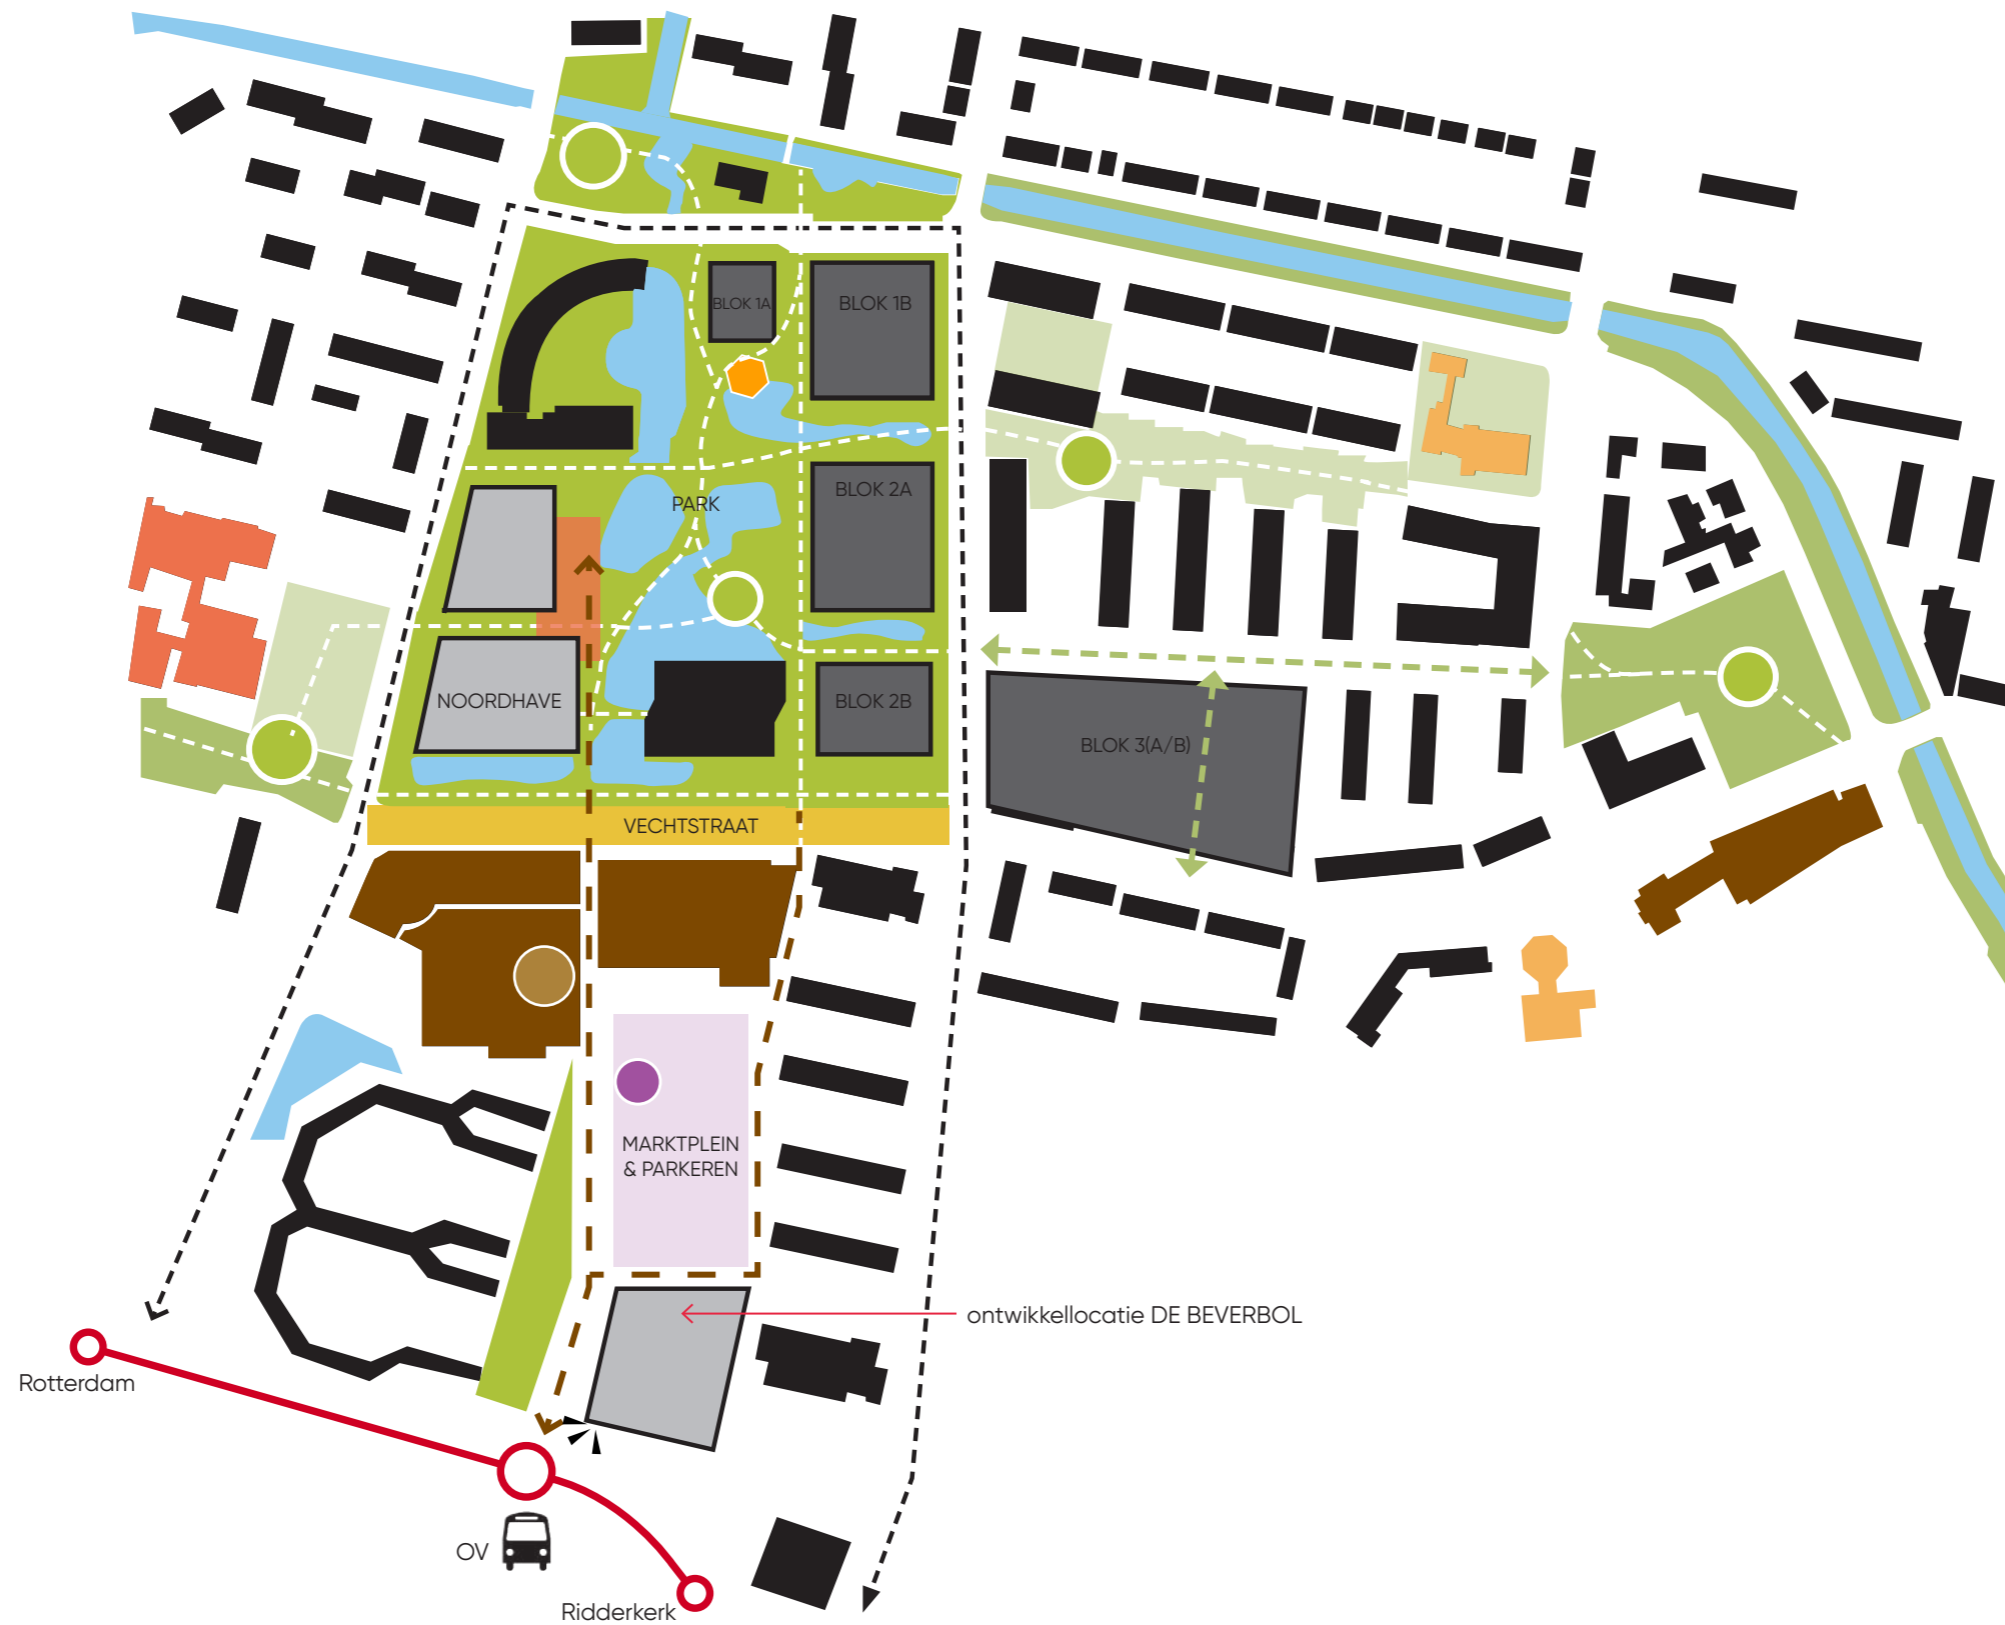 BLOK 1A
BLOK 1B
BLOK 2A
PARK
NOORDHAVE
BLOK 2B
BLOK 3(A/B)
VECHTSTRAAT
MARKTPLEIN
& PARKEREN
ontwikkellocatie DE BEVERBOL
Rotterdam
OV
Ridderkerk